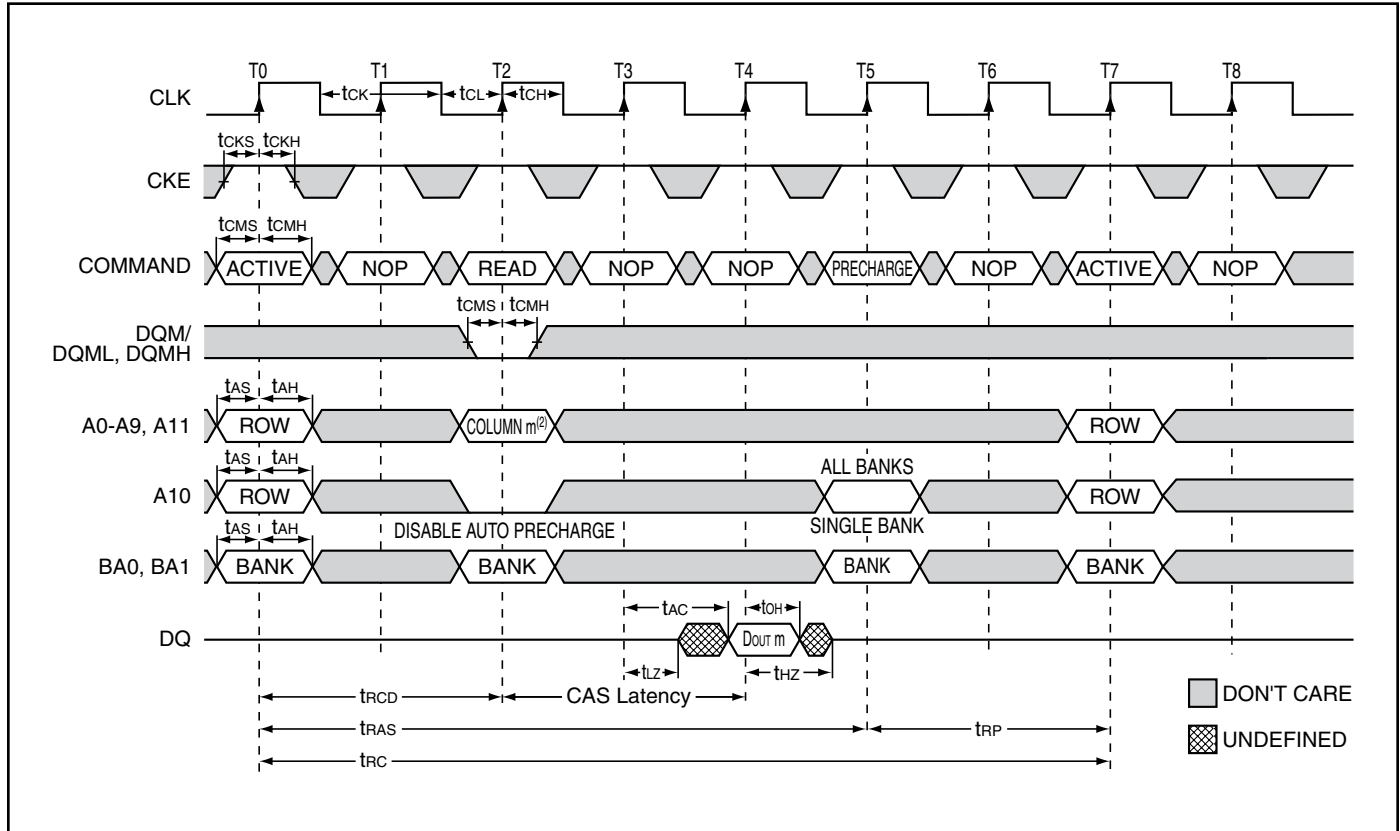 T0 T1 T2 T3 T4 T5 T6 T7 T8
CLK
tCK tCL tCH
tCKS tCKH
CKE
tCMS tCMH
COMMAND ACTIVE NOP READ NOP NOP PRECHARGE NOP ACTIVE NOP
tCMS tCMH
DQM/
DQML, DQMH
tAS tAH
A0-A9, A11 ROW COLUMN m(2) ROW
tAS tAH ALL BANKS
A10 ROW ROW
DISABLE AUTO PRECHARGE SINGLE BANK
tAS tAH
BA0, BA1 BANK BANK BANK BANK
tAC tOH
DQ DOUT m
tLZ tHZ
tRCD CAS Latency
DON'T CARE
tRAS tRP
UNDEFINED
tRC